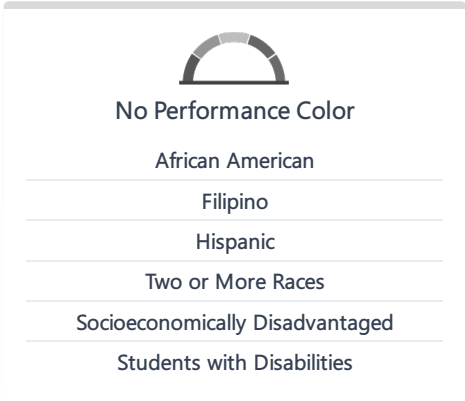 No Performance Color
African American
Filipino
Hispanic
Two or More Races
Socioeconomically Disadvantaged
Students with Disabilities